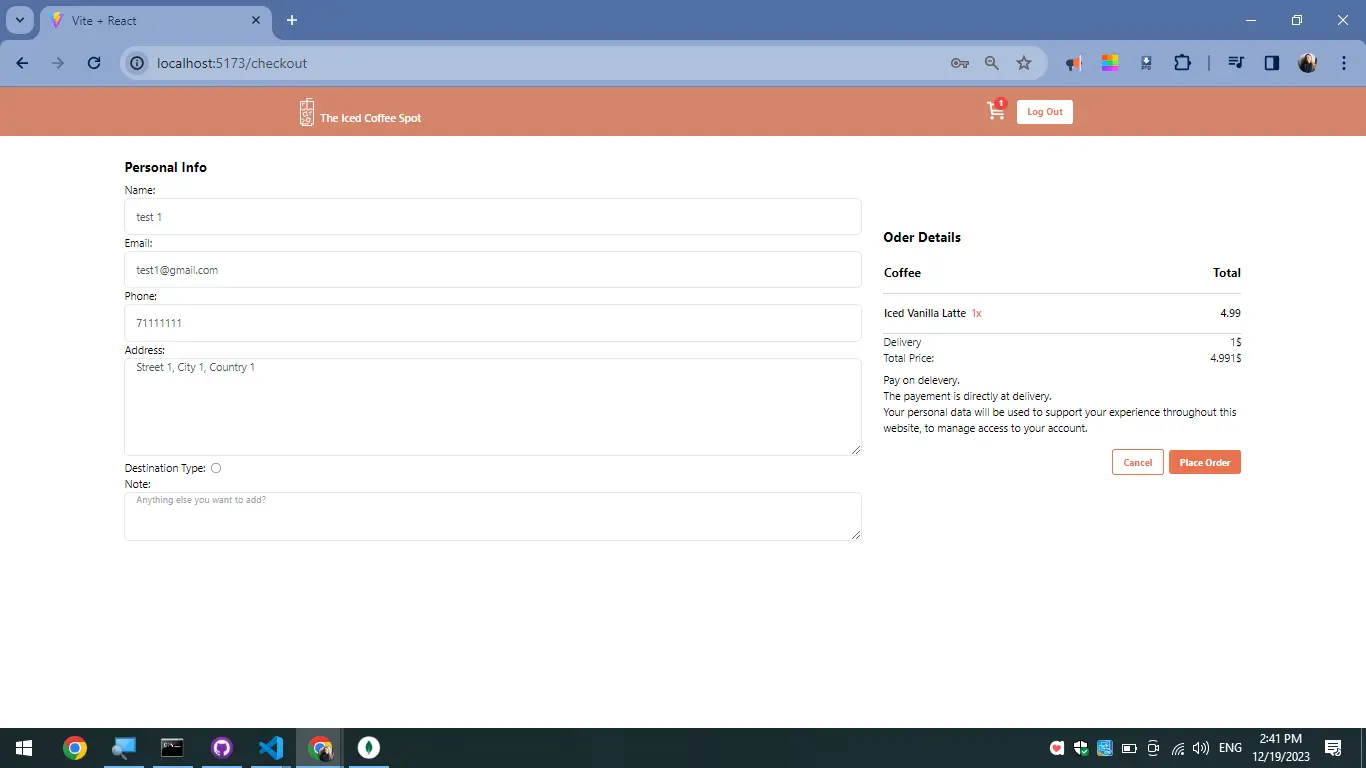 Vite + React
localhost:5173/checkout
The Iced Coffee Spot
1
Log Out
Personal Info
Name:
test 1
Email:
test1@gmail.com
Phone:
71111111
Address:
Street 1, City 1, Country 1
Destination Type:
Note:
Anything else you want to add?
Oder Details
Coffee Total
Iced Vanilla Latte 1x 4.99
Delivery 1$
Total Price: 4.991$
Pay on delevery.
The payement is directly at delivery.
Your personal data will be used to support your experience throughout this
website, to manage access to your account.
Cancel Place Order
ENG
2:41 PM
12/19/2023